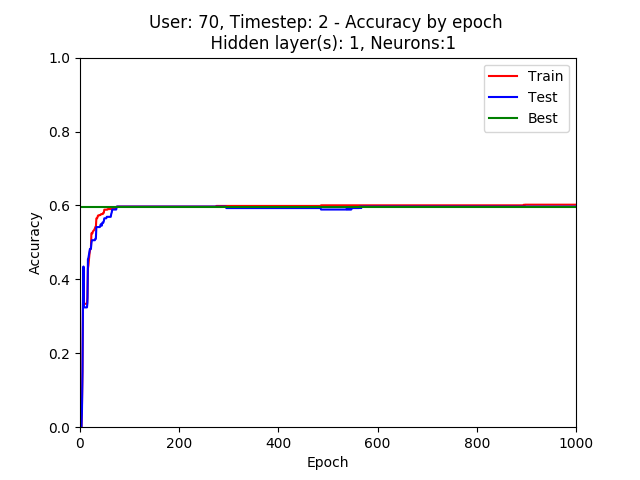 User: 70, Timestep: 2 - Accuracy by epoch
Hidden layer(s): 1, Neurons:1
1.0
0.8
0.6
0.4
0.2
0.0
Accuracy
Train
Test
Best
0 200 400 600 800 1000
Epoch